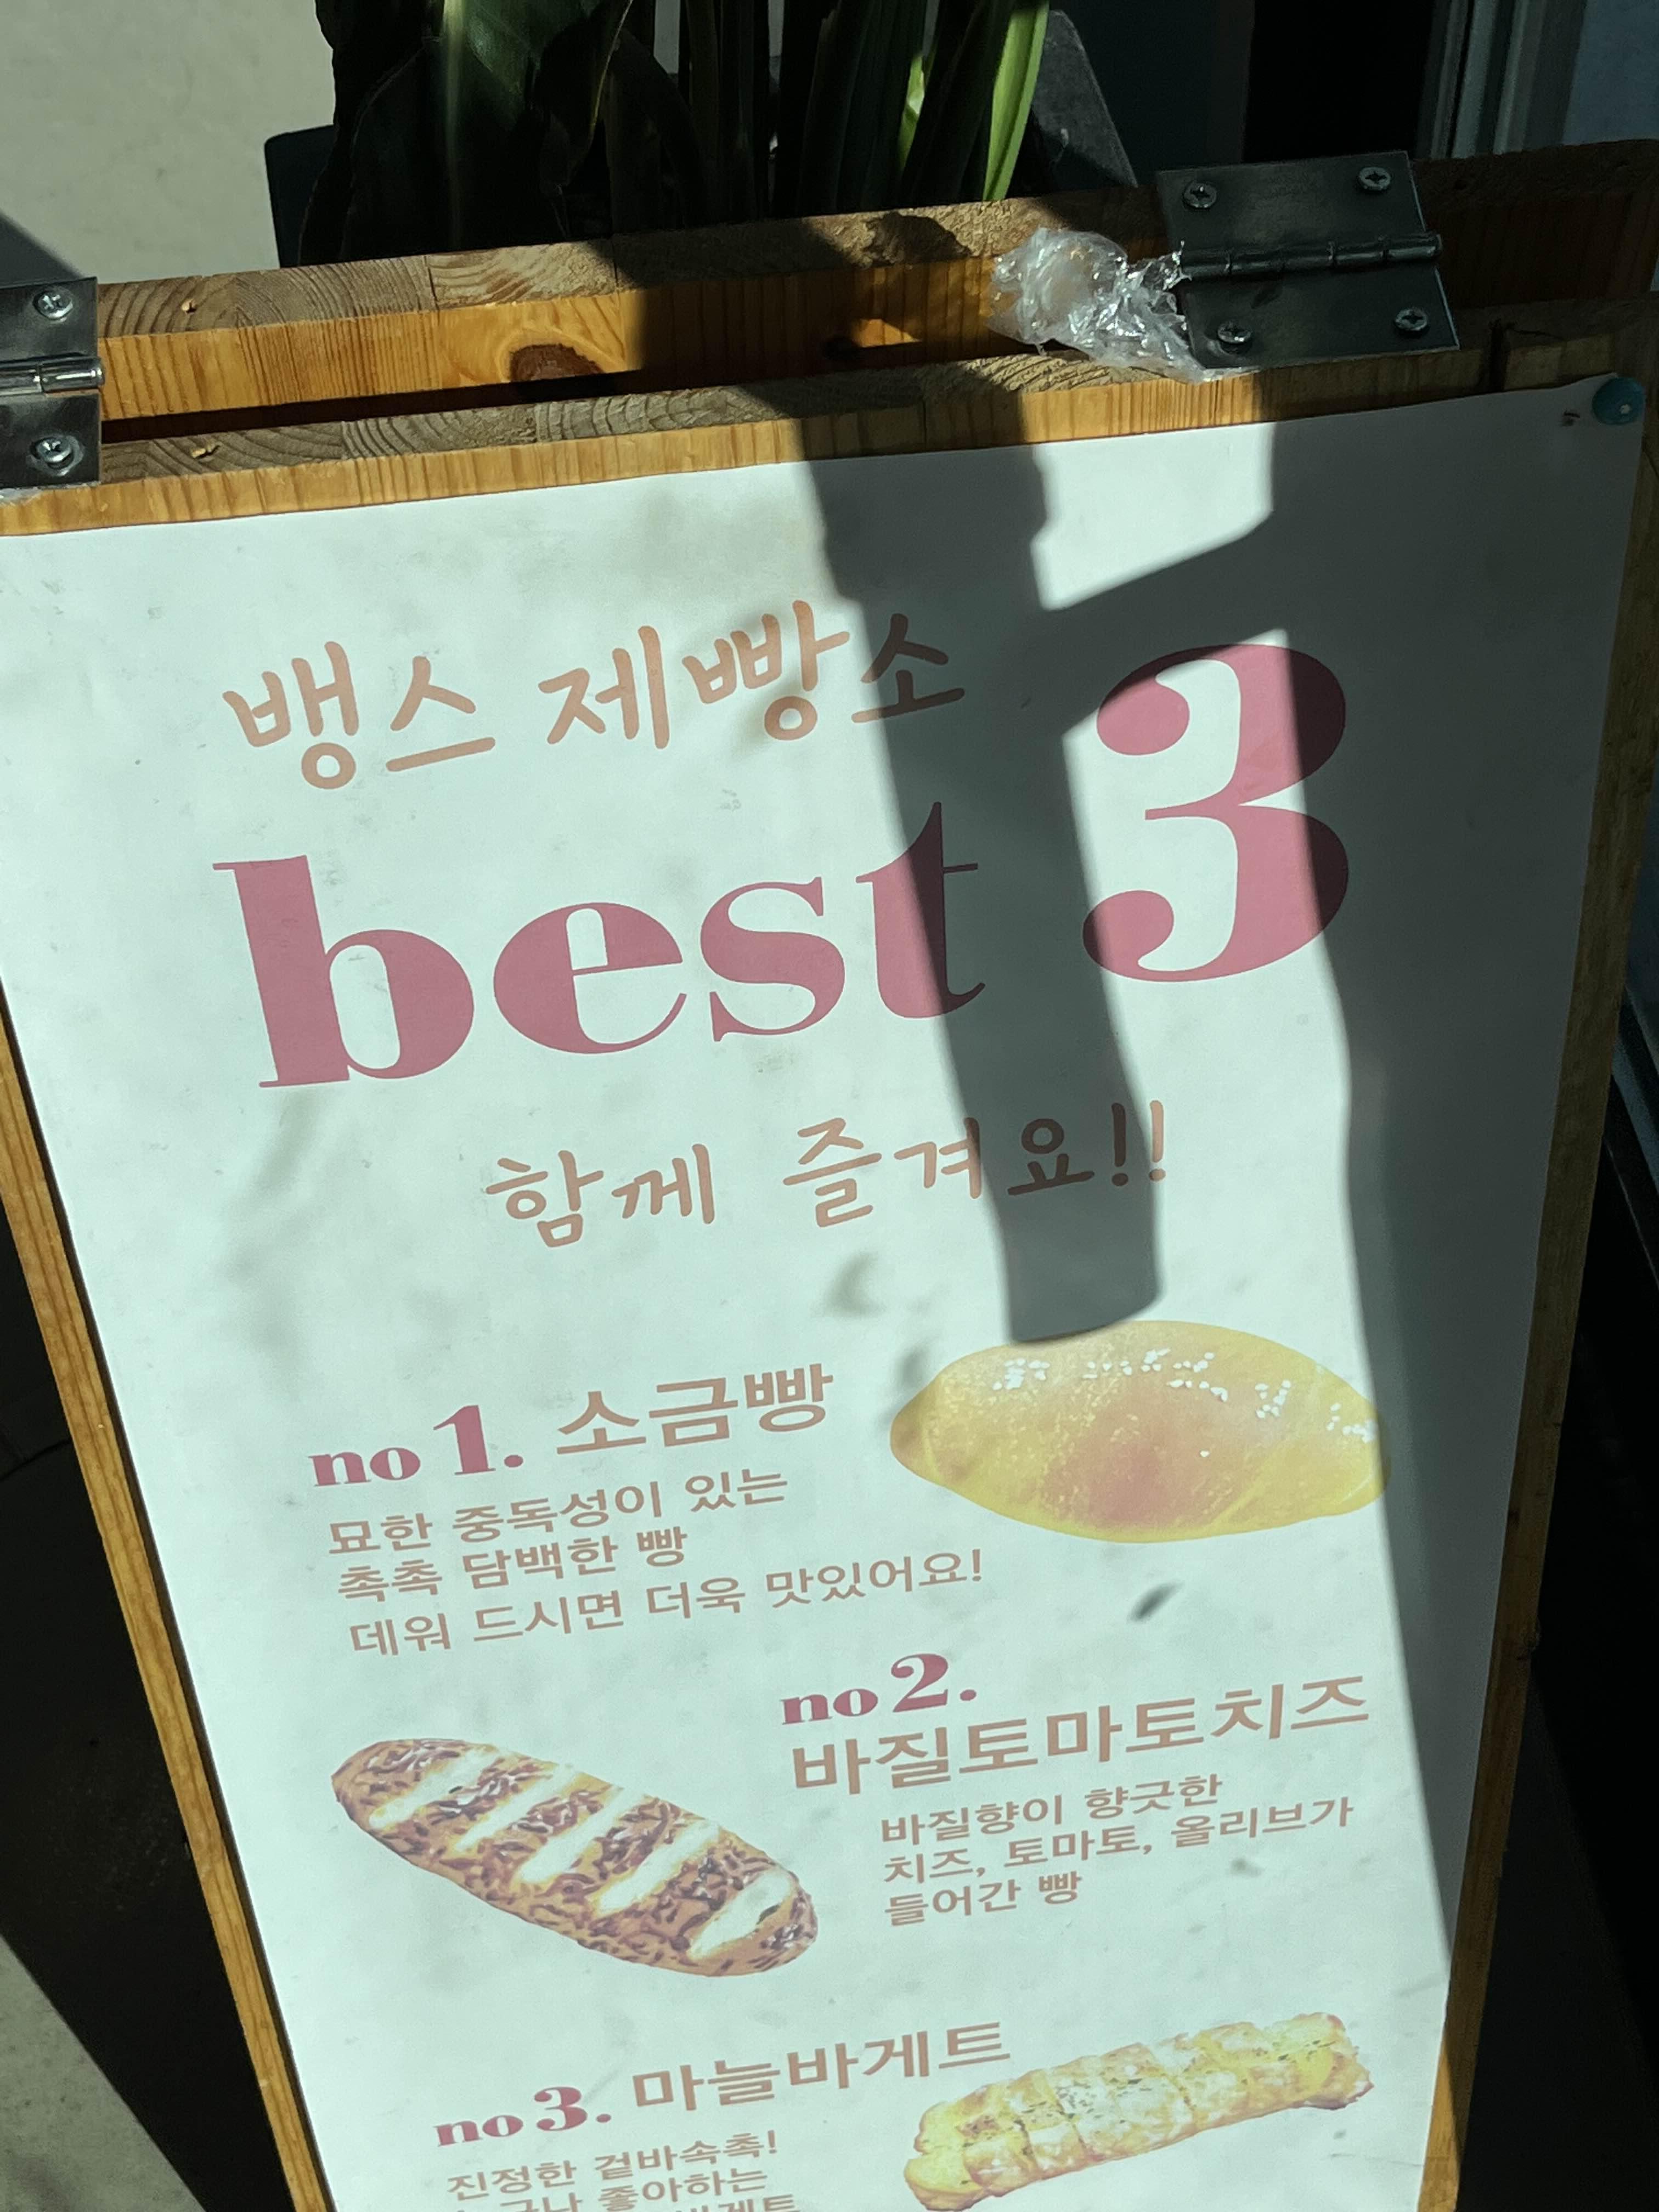 뱅스 제빵소
best 3
함께 즐겨요!!
no 1. 소금빵
묘한 중독성이 있는
촉촉 담백한 빵
데워 드시면 더욱 맛있어요!
no 2.
바질토마토치즈
바질향이 향긋한
치즈, 토마토, 올리브가
들어간 빵
no 3. 마늘바게트
진정한 겉바속촉!
좋아하는